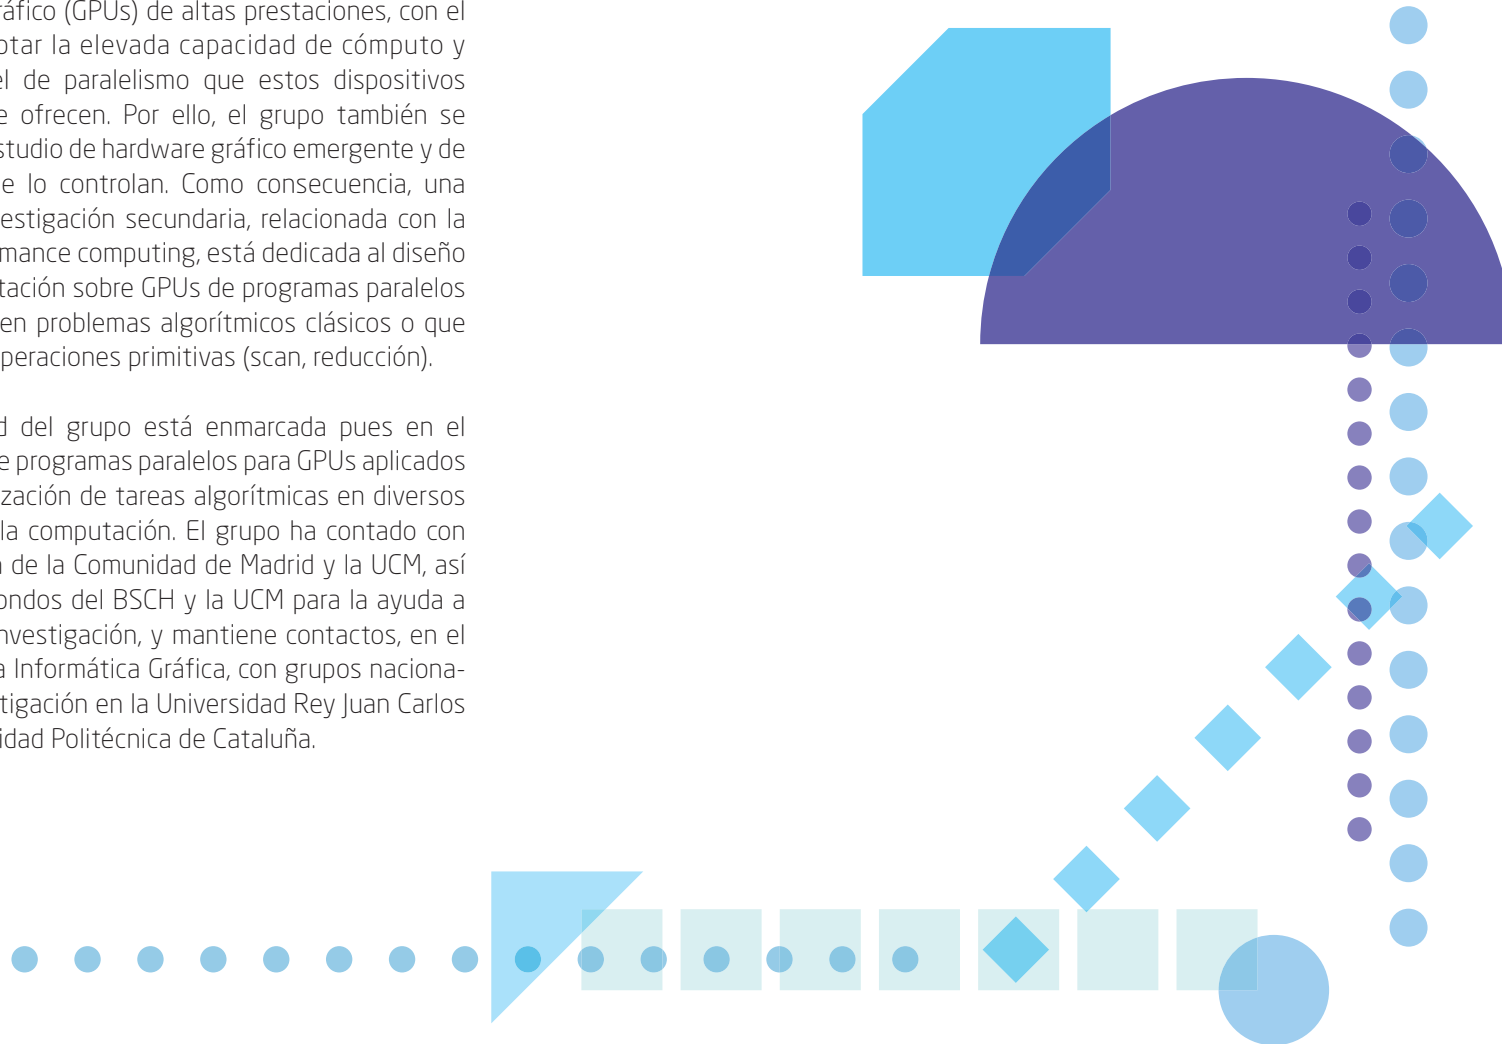 ráfico (GPUs) de altas prestaciones, con el
otar la elevada capacidad de cómputo y
el de paralelismo que estos dispositivos
e ofrecen. Por ello, el grupo también se
studio de hardware gráfico emergente y de
e lo controlan. Como consecuencia, una
estigación secundaria, relacionada con la
mance computing, está dedicada al diseño
tación sobre GPUs de programas paralelos
en problemas algorítmicos clásicos o que
operaciones primitivas (scan, reducción).
d del grupo está enmarcada pues en el
e programas paralelos para GPUs aplicados
ización de tareas algorítmicas en diversos
la computación. El grupo ha contado con
n de la Comunidad de Madrid y la UCM, así
ondos del BSCH y la UCM para la ayuda a
nvestigación, y mantiene contactos, en el
a Informática Gráfica, con grupos naciona-
tigación en la Universidad Rey Juan Carlos
idad Politécnica de Cataluña.